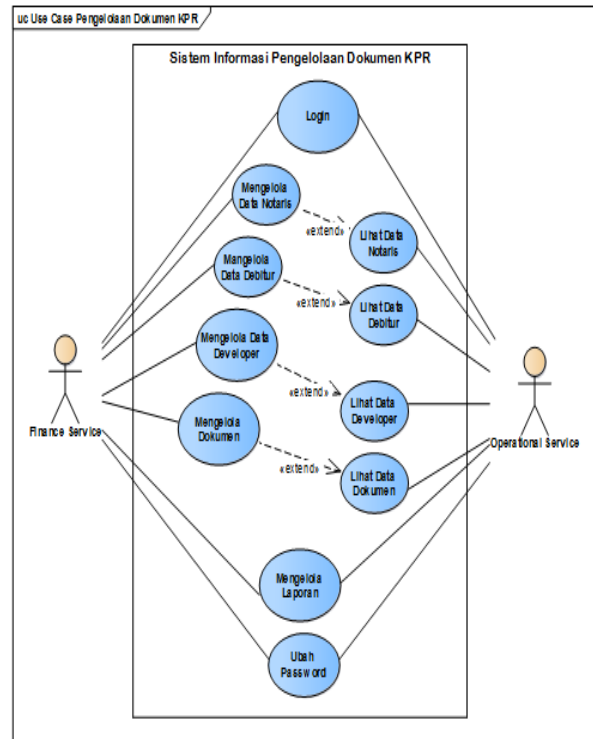 uc Use Case Pengelolaan Dokumen KPR
Sistem Informasi Pengelolaan Dokumen KPR
Login
Mengelola
Data Notaris
«extend»
Lihat Data
Notaris
Mangelola
Data Debitur
«extend»
Lihat Data
Debitur
Mengelola Data
Developer
«extend»
Lihat Data
Developer
Mengelola
Dokumen
«extend»
Lihat Data
Dokumen
Finance Service
Operational Service
Mengelola
Laporan
Ubah
Password